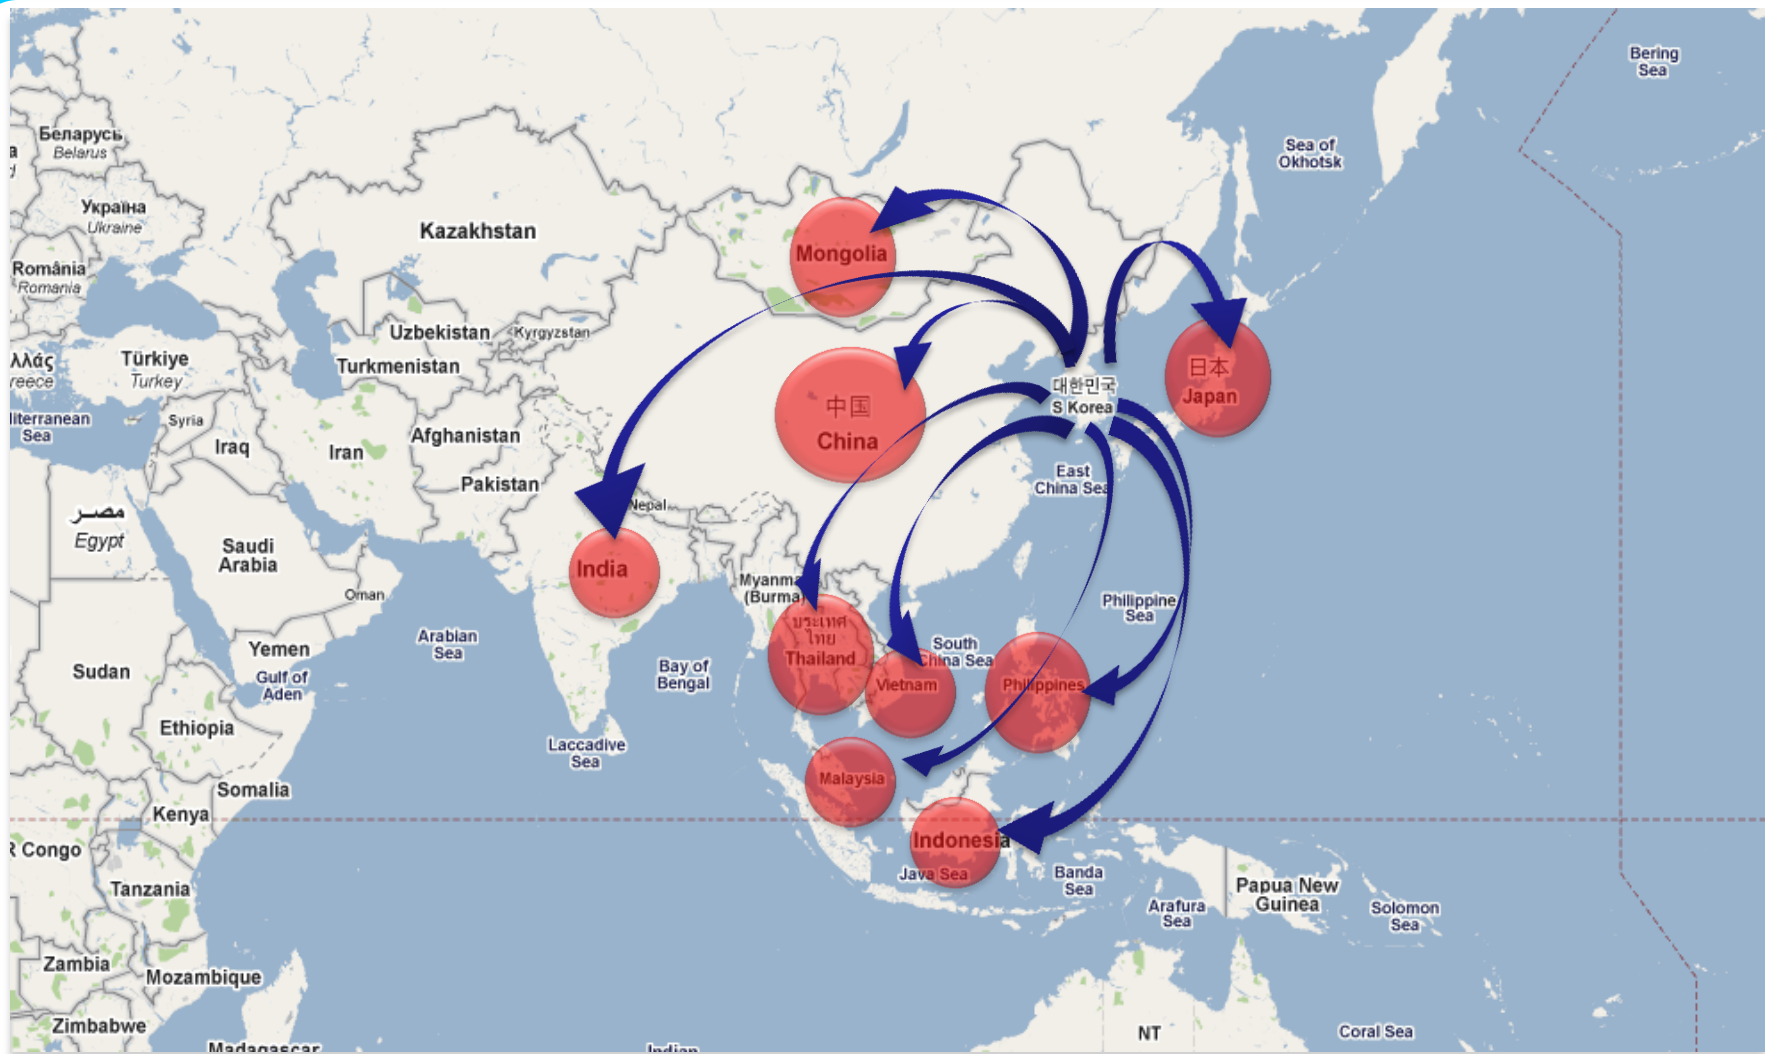 Bering
Sea
Беларусь
Belarus
Sea of
Okhotsk
Україна
Ukraine
Kazakhstan
Mongolia
România
Romania
Uzbekistan
Kyrgyzstan
Türkiye
Turkey
Turkmenistan
日本
Japan
대한민국
S Korea
中国
China
Syria
Sea
Iraq
Iran
Afghanistan
Pakistan
East
China Sea
Nepal
مصر
Egypt
Saudi
Arabia
India
Oman
Myanma
(Burma)
Philippine
Sea
Arabian
Sea
Yemen
Gulf of
Aden
Sudan
Bay of
Bengal
ประเทศ
ไทย
Thailand
South
China Sea
Vietnam
Philippines
Ethiopia
Laccadive
Sea
Malaysia
Somalia
Kenya
Indonesia
R Congo
Java Sea
Banda
Sea
Tanzania
Papua New
Guinea
Arafura
Sea
Solomon
Sea
Zambia
Mozambique
Zimbabwe
NT
Coral Sea
Madagascar
Indian